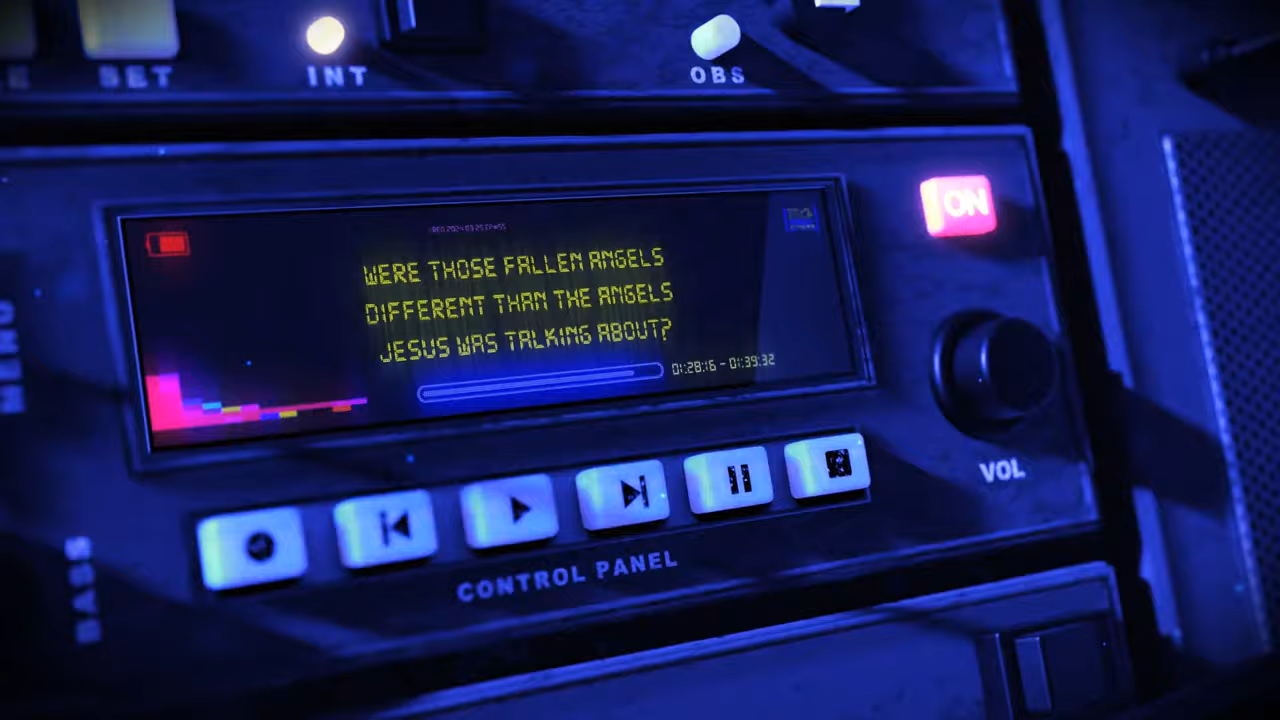 SET
INT
OBS
ON
WERE THOSE FALLEN ANGELS
DIFFERENT THAN THE ANGELS
JESUS WAS TALKING ABOUT?
01:28:16 - 01:39:32
VOL
CONTROL PANEL
BASS